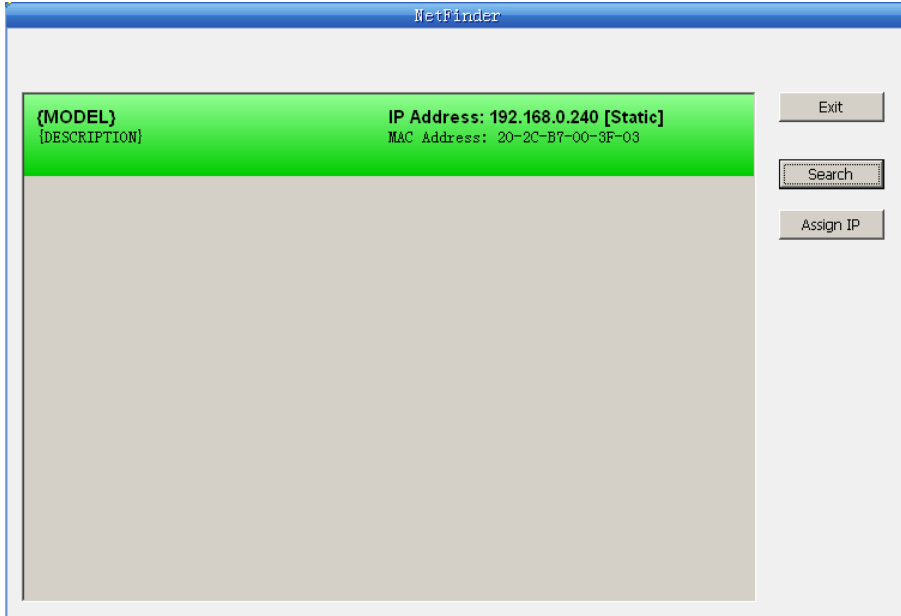 NetFinder
{MODEL}
IP Address: 192.168.0.240 [Static]
{DESCRIPTION}
MAC Address: 20-2C-B7-00-3F-03
Exit
Search
Assign IP